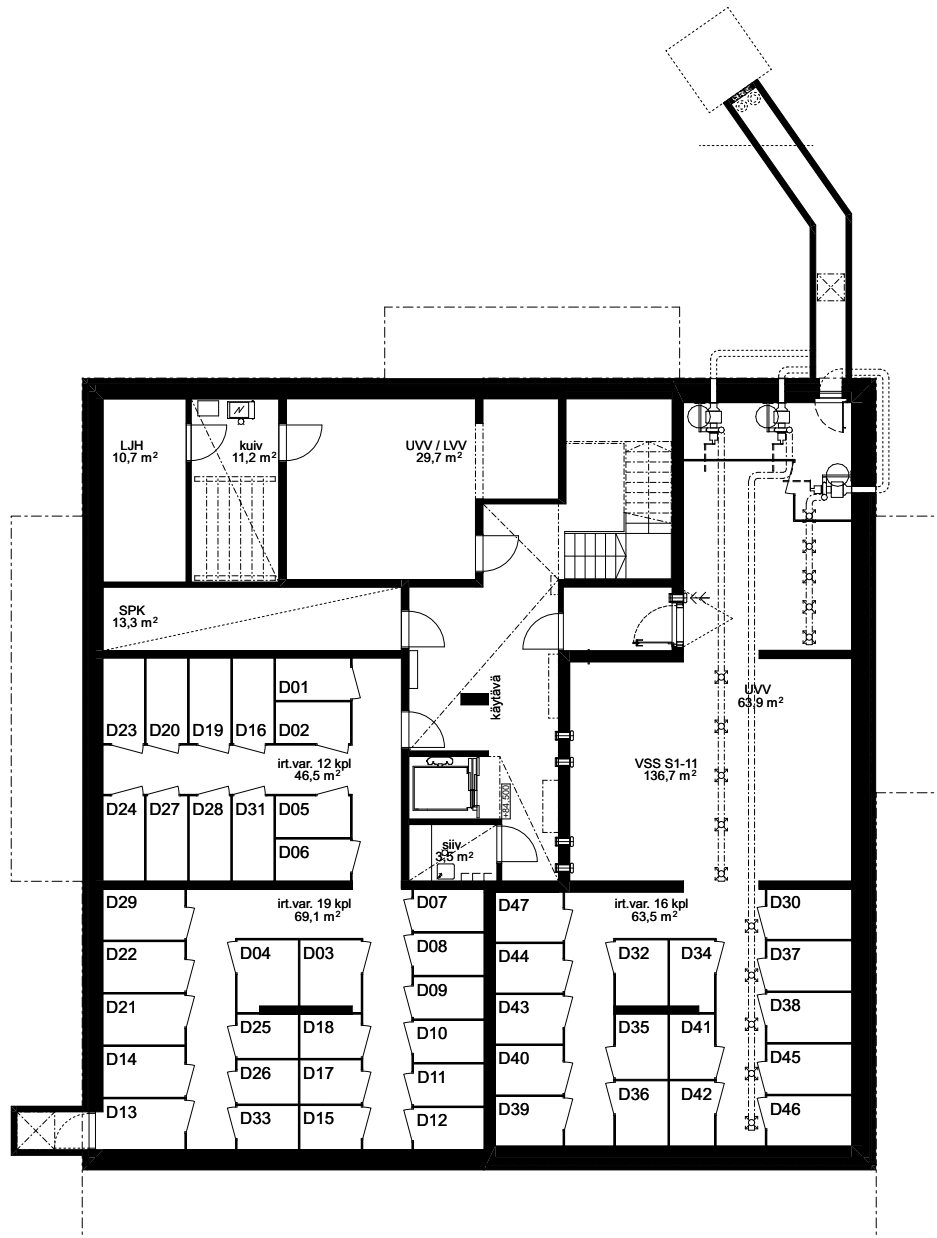 LJH
10,7 m²
kuiv
11,2 m²
UVV / LVV
29,7 m²
SPK
13,3 m²
käytävä
UVV
63,9 m²
VSS S1-11
136,7 m²
D01
D02
D23
D20
D19
D16
irt.var. 12 kpl
46,5 m²
D24
D27
D28
D31
D05
D06
+84.500
siiv
3,5 m²
irt.var. 19 kpl
69,1 m²
D29
D22
D21
D14
D13
D04
D03
D25
D18
D26
D17
D33
D15
D07
D08
D09
D10
D11
D12
irt.var. 16 kpl
63,5 m²
D47
D44
D43
D40
D39
D32
D34
D35
D41
D36
D42
D30
D37
D38
D45
D46